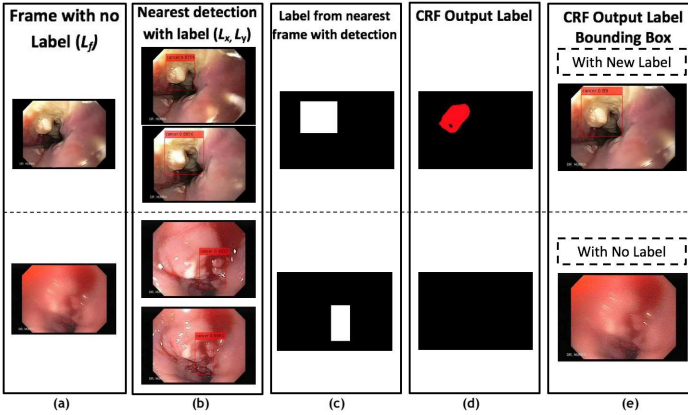 Frame with no
Label (Lf)
Nearest detection
with label (Lx, Ly)
Label from nearest
frame with detection
CRF Output Label
CRF Output Label
Bounding Box
With New Label
With No Label
(a)
(b)
(c)
(d)
(e)